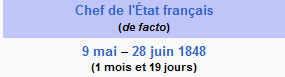 Chef de l'État français
(de facto)
9 mai – 28 juin 1848
(1 mois et 19 jours)